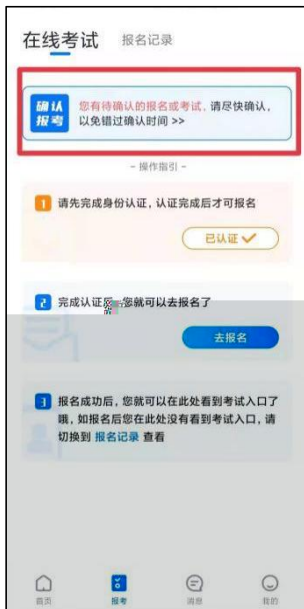 在线考试 报名记录
确认
报考
您有待确认的报名或考试，请尽快确认，
以免错过确认时间 >>
- 操作指引 -
1 请先完成身份认证，认证完成后才可报名
已认证
2 完成认证 您就可以去报名了
去报名
3 报名成功后，您就可以在此处看到考试入口了
哦，如报名后您在此处没有看到考试入口，请
切换到 报名记录 查看
首页 报考 消息 我的